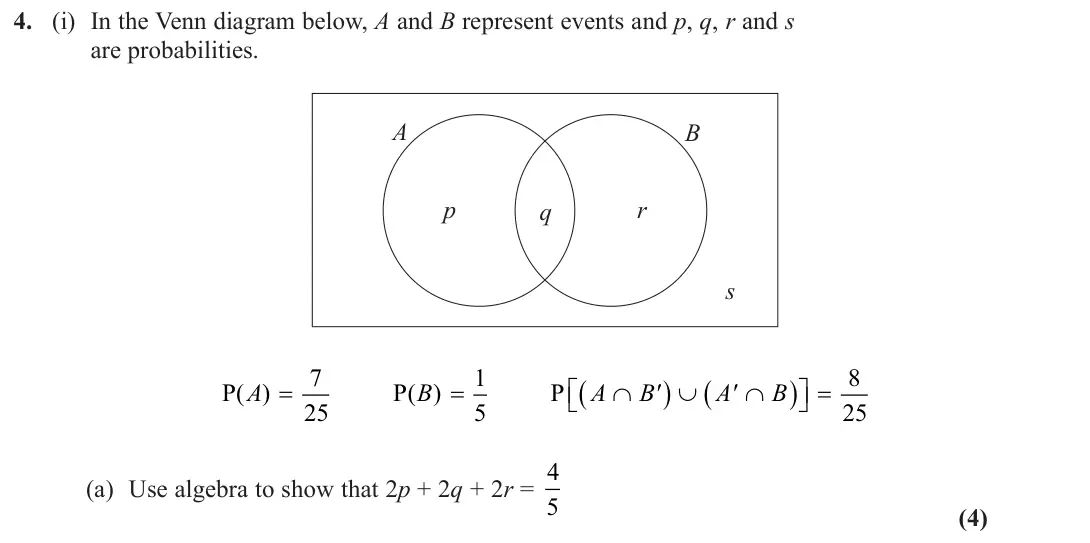 4. (i) In the Venn diagram below, A and B represent events and p, q, r and s
are probabilities.
A B
p q r
s
P(A) = 7/25 P(B) = 1/5 P[(A ∩ B′) ∪ (A′ ∩ B)] = 8/25
(a) Use algebra to show that 2p + 2q + 2r = 4/5
(4)